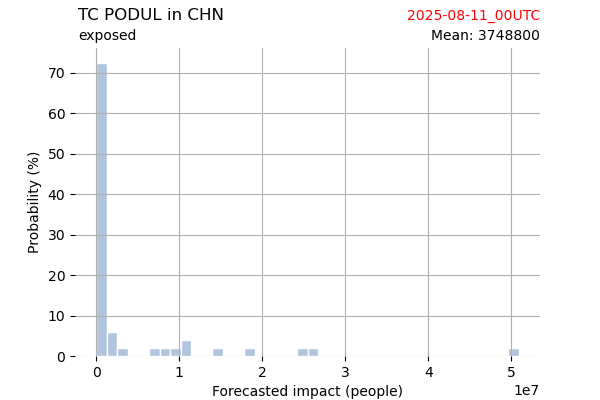 TC PODUL in CHN
2025-08-11_00UTC
exposed
Mean: 3748800
Probability (%)
70
60
50
40
30
20
10
0
0
1
2
3
4
5
1e7
Forecasted impact (people)